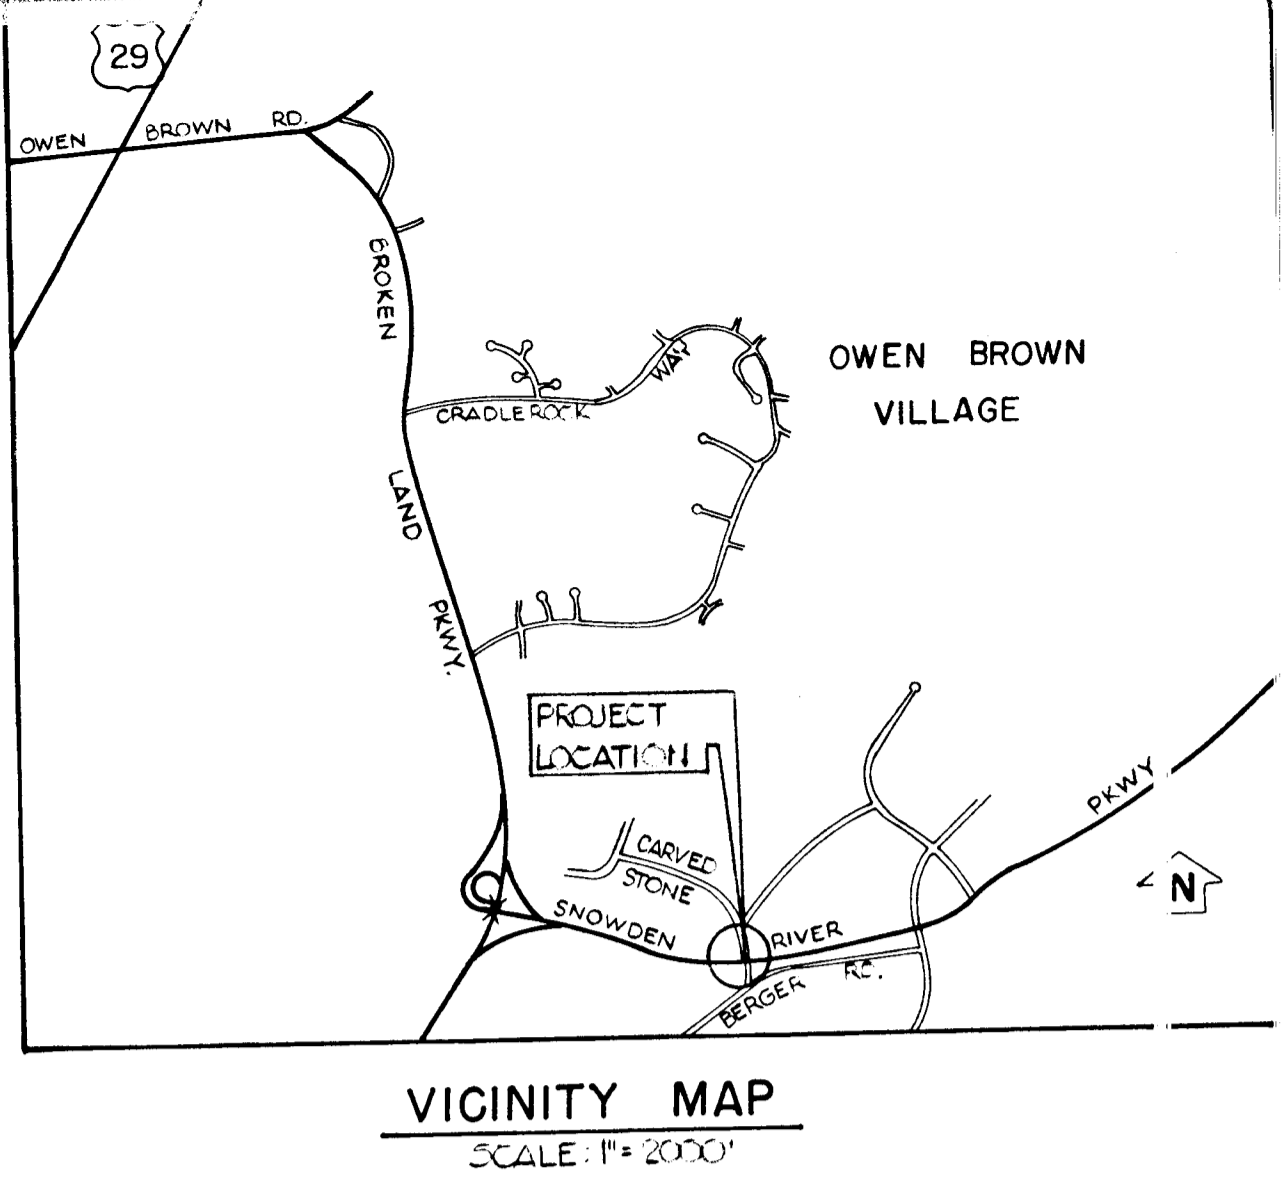 29
OWEN BROWN RD.
BROKEN LAND PKWY.
CRADLEROCK WAY
OWEN BROWN
VILLAGE
PROJECT
LOCATION
CARVED
STONE
SNOWDEN RIVER PKWY
BERGER RD.
N
VICINITY MAP
SCALE: 1" = 2000'